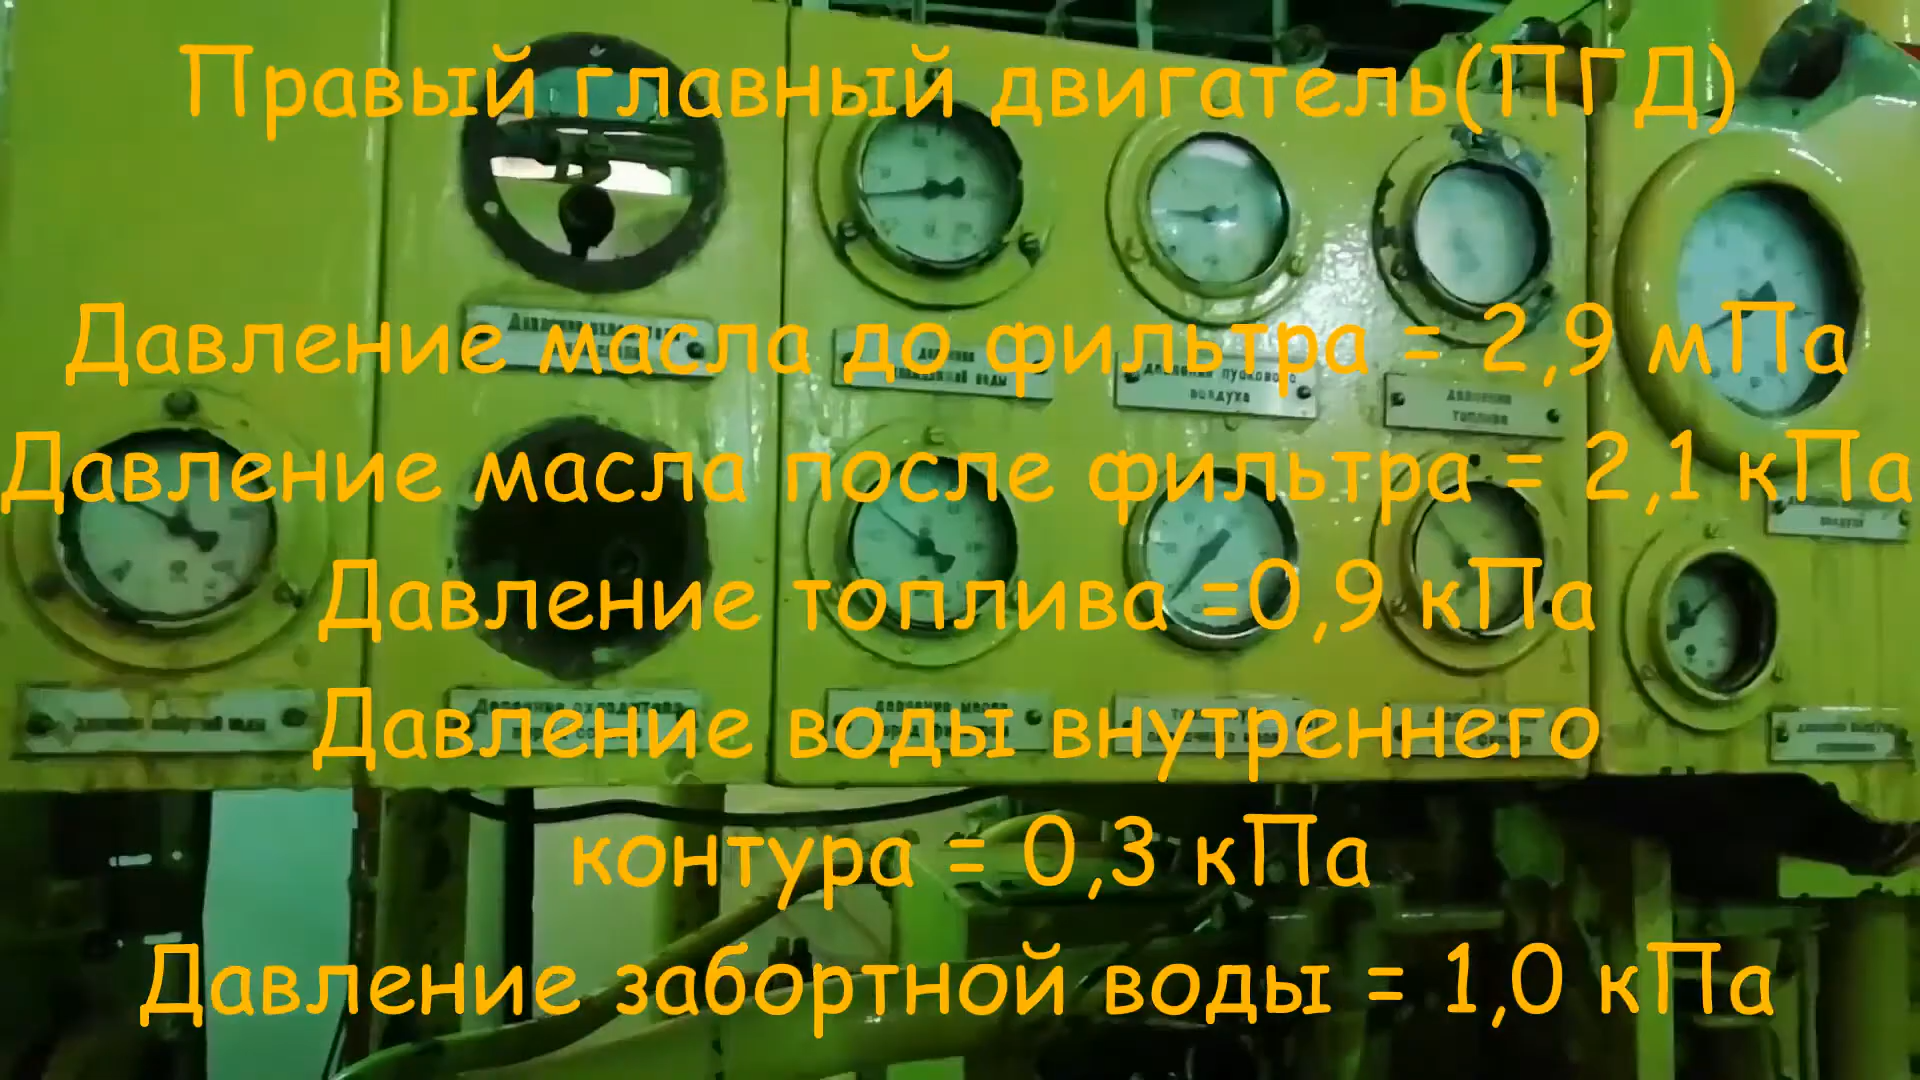 Правый главный двигатель(ПГД)
Давление масла до фильтра = 2,9 мПа
Давление масла после фильтра = 2,1 кПа
Давление топлива =0,9 кПа
Давление воды внутреннего
контура = 0,3 кПа
Давление забортной воды = 1,0 кПа
давления пускового
воздуха
давление
топлива